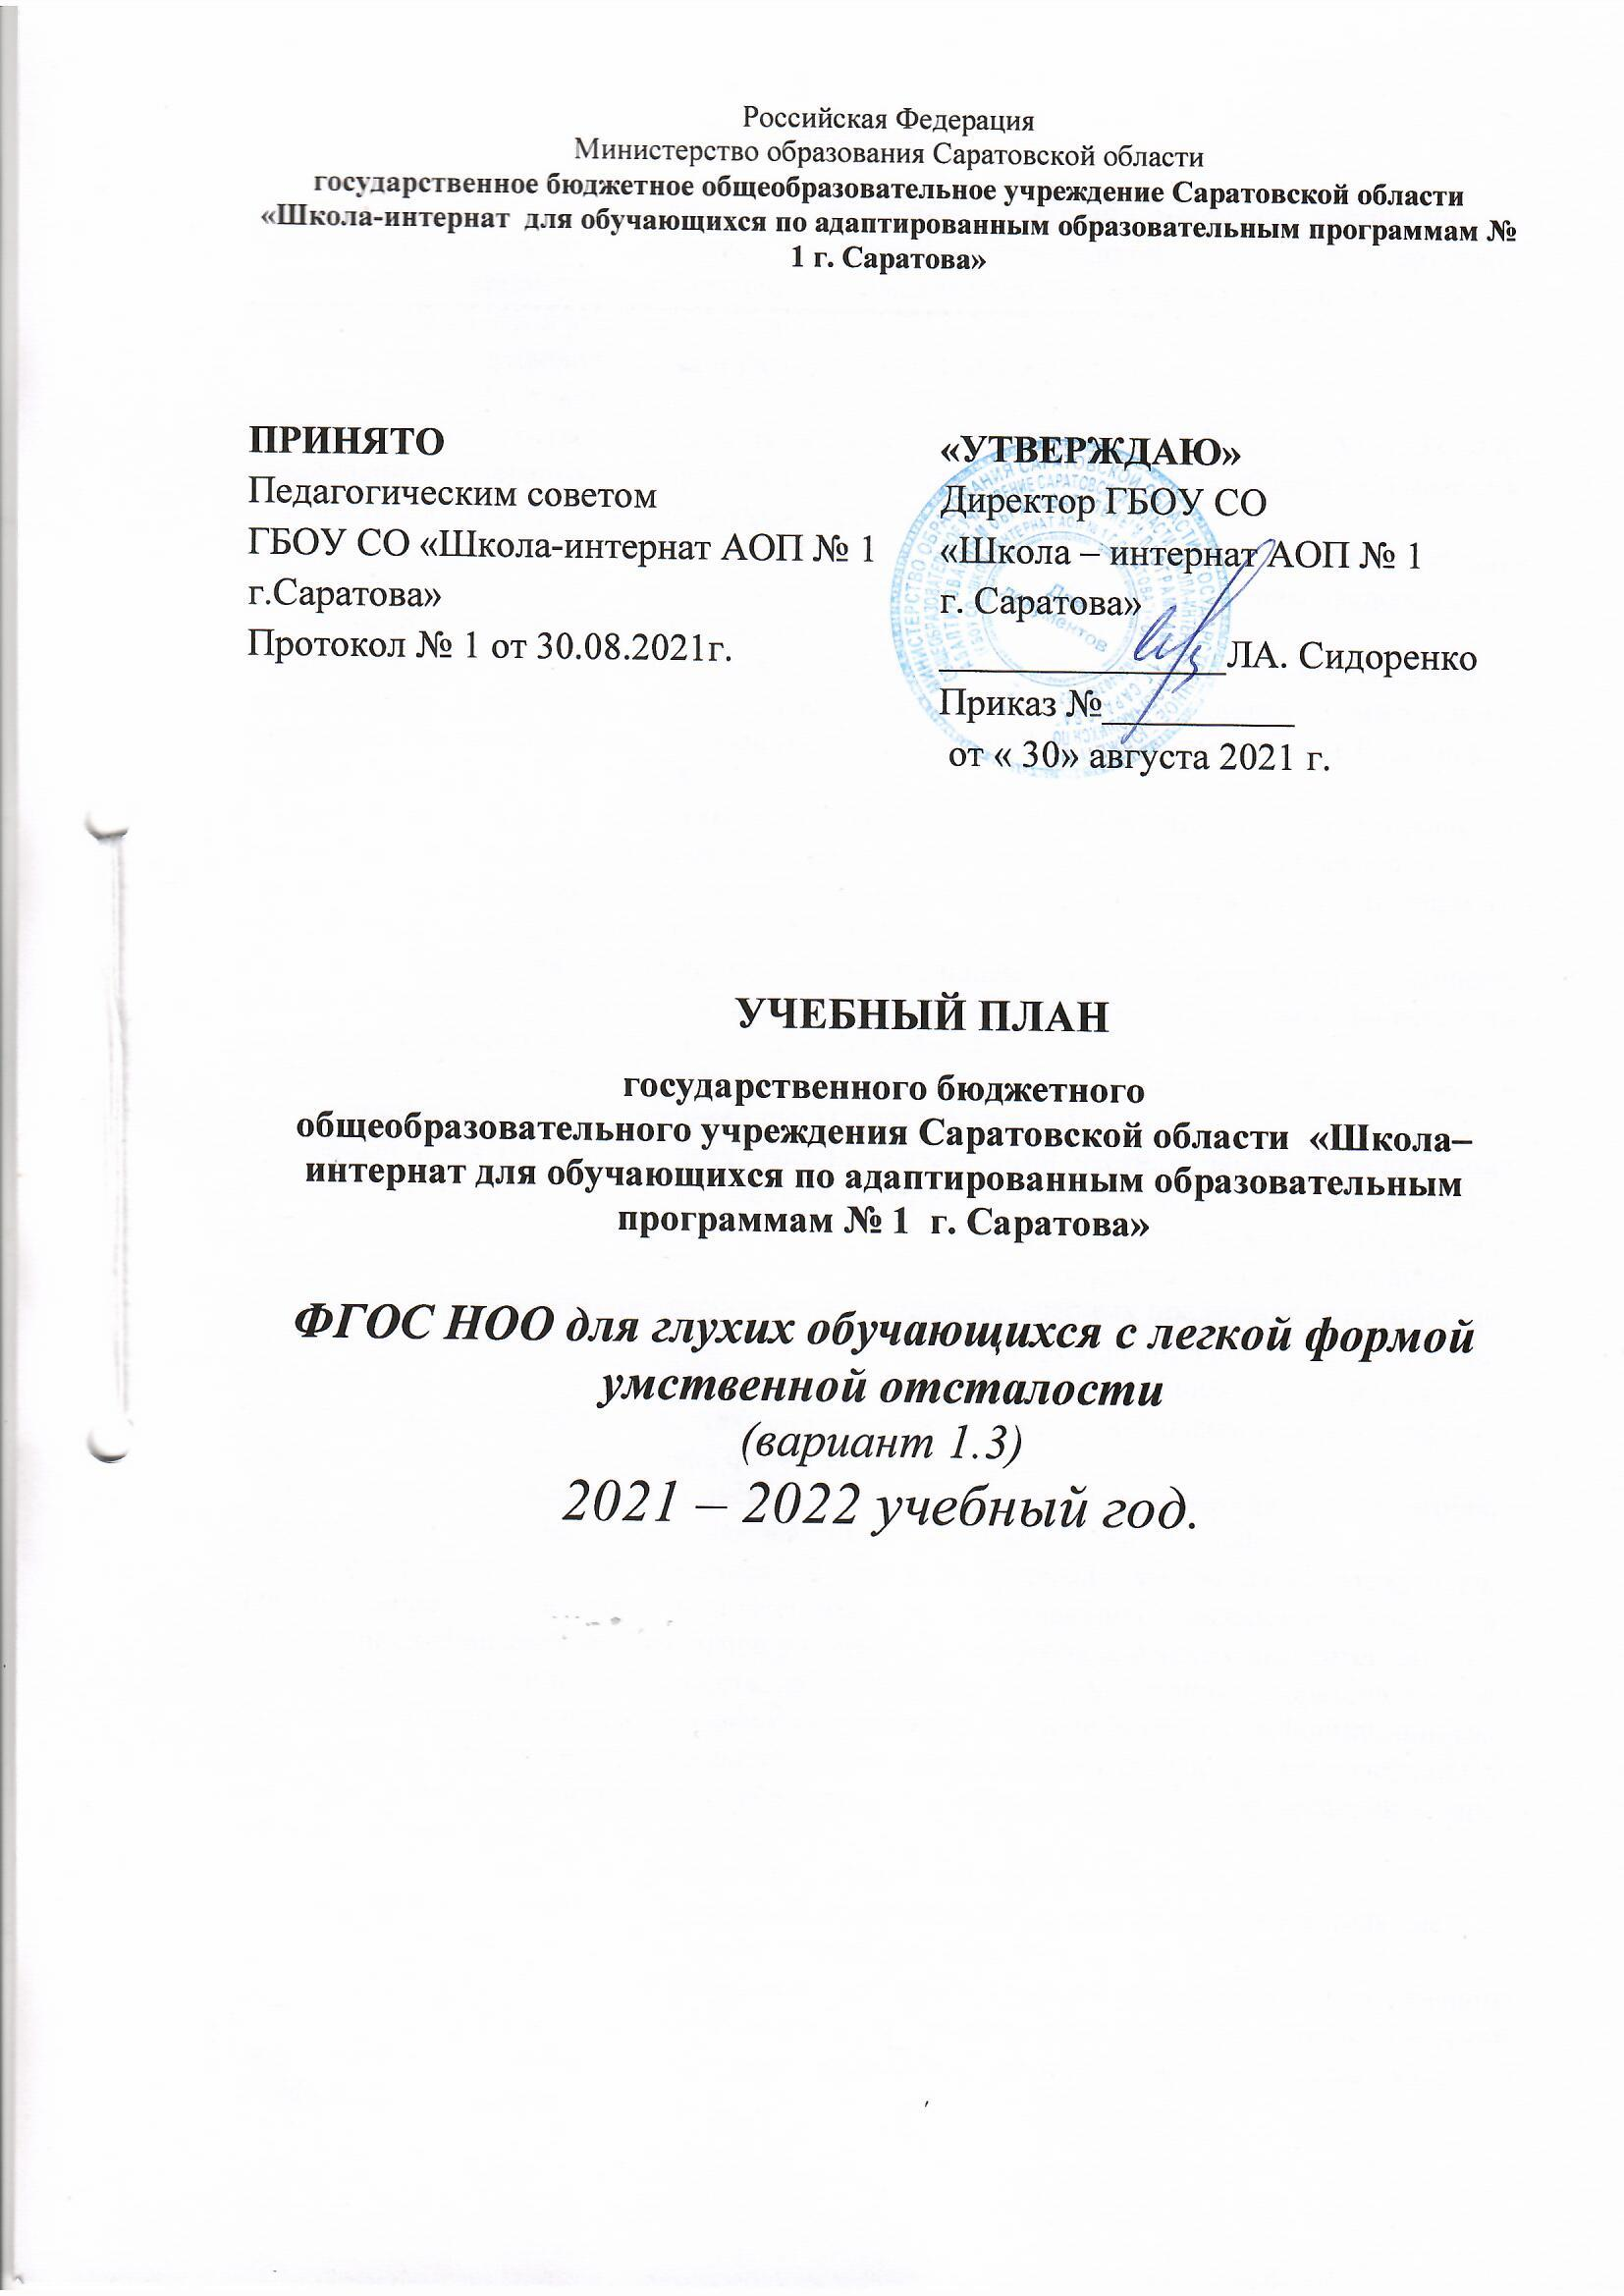 Российская Федерация
Министерство образования Саратовской области
государственное бюджетное общеобразовательное учреждение Саратовской области
«Школа-интернат для обучающихся по адаптированным образовательным программам №
1 г. Саратова»
ПРИНЯТО
Педагогическим советом
ГБОУ СО «Школа-интернат АОП № 1
г.Саратова»
Протокол № 1 от 30.08.2021г.
«УТВЕРЖДАЮ»
Директор ГБОУ СО
«Школа – интернат АОП № 1
г. Саратова»
_______________ЛА. Сидоренко
Приказ №__________
от « 30» августа 2021 г.
Для
документов
УЧЕБНЫЙ ПЛАН
государственного бюджетного
общеобразовательного учреждения Саратовской области «Школа–
интернат для обучающихся по адаптированным образовательным
программам № 1 г. Саратова»
ФГОС НОО для глухих обучающихся с легкой формой
умственной отсталости
(вариант 1.3)
2021 – 2022 учебный год.